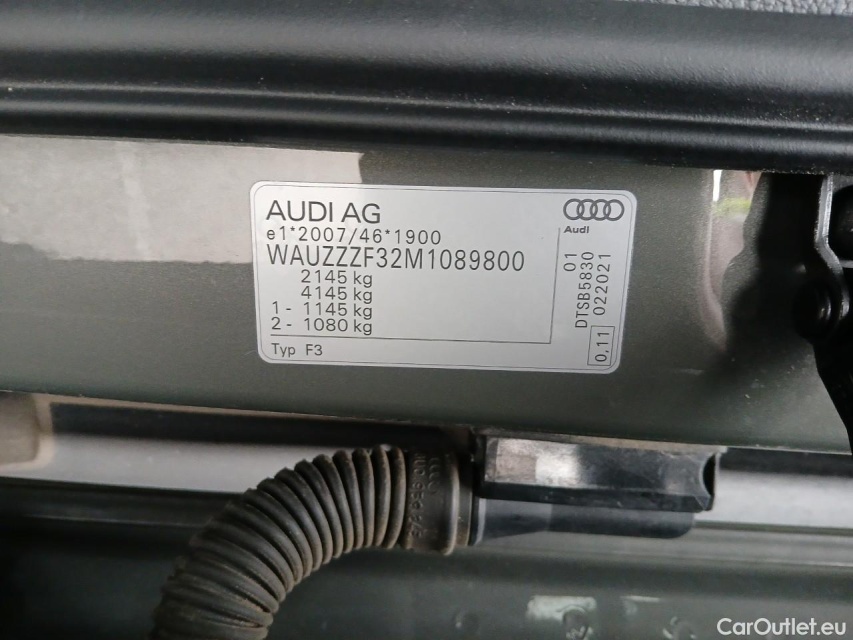 AUDI AG
e1*2007/46*1900
WAUZZZF32M1089800
2145 kg
4145 kg
1 - 1145 kg
2 - 1080 kg
Typ F3
Audi
01
DTSB5830
022021
0,11
CarOutlet.eu